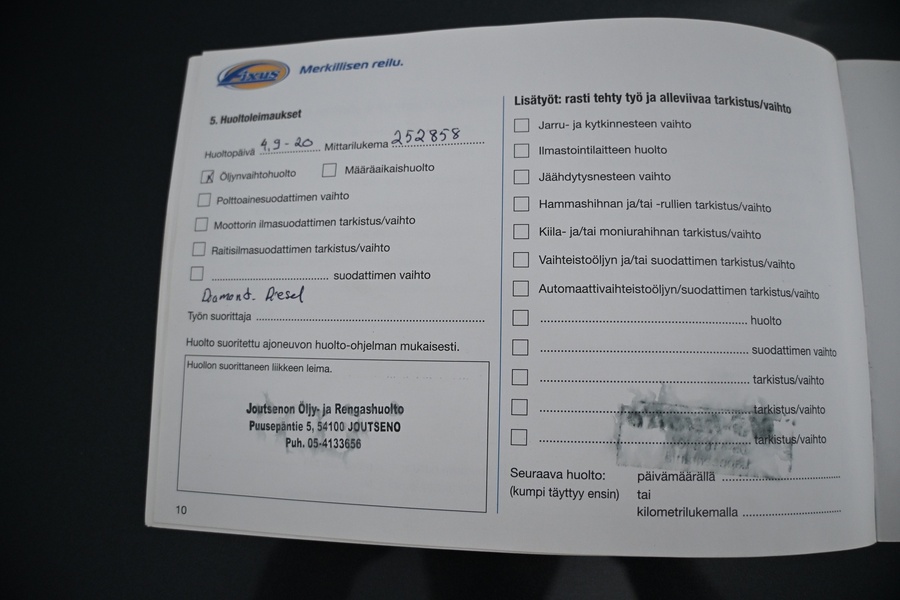 Fixus Merkillisen reilu.
5. Huoltoleimaukset
Huoltopäivä 4,9-20 Mittarilukema 252858
Öljynvaihtohuolto Määräaikaishuolto
Polttoainesuodattimen vaihto
Moottorin ilmasuodattimen tarkistus/vaihto
Raitisilmasuodattimen tarkistus/vaihto
suodattimen vaihto
Diamond. Diesel
Työn suorittaja
Huolto suoritettu ajoneuvon huolto-ohjelman mukaisesti.
Huollon suorittaneen liikkeen leima.
Joutsenon Öljy- ja Rengashuolto
Puusepäntie 5, 54100 JOUTSENO
Puh. 05-4133656
10
Lisätyöt: rasti tehty työ ja alleviivaa tarkistus/vaihto
Jarru- ja kytkinnesteen vaihto
Ilmastointilaitteen huolto
Jäähdytysnesteen vaihto
Hammashihnan ja/tai -rullien tarkistus/vaihto
Kiila- ja/tai moniurahihnan tarkistus/vaihto
Vaihteistoöljyn ja/tai suodattimen tarkistus/vaihto
Automaattivaihteistoöljyn/suodattimen tarkistus/vaihto
huolto
suodattimen vaihto
tarkistus/vaihto
tarkistus/vaihto
tarkistus/vaihto
Seuraava huolto: päivämäärällä
(kumpi täyttyy ensin) tai
kilometrilukemalla